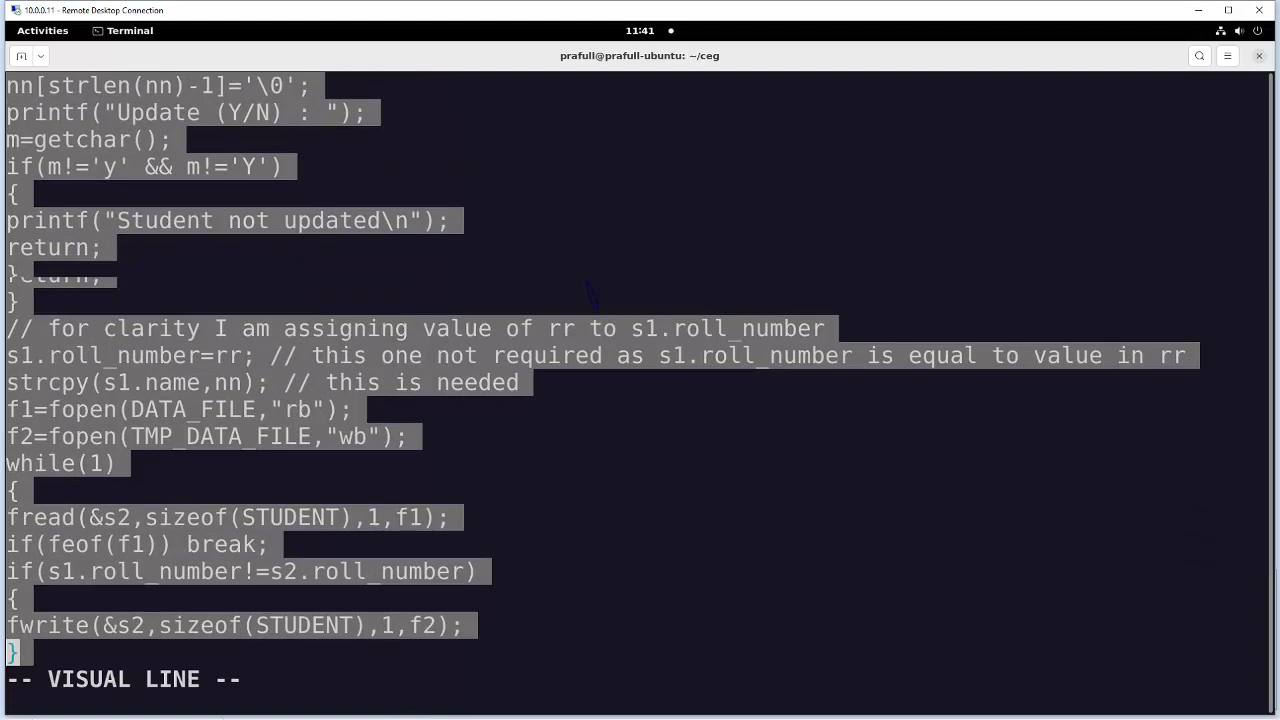 10.0.0.11 - Remote Desktop Connection
Activities Terminal 11:41
prafull@prafull-ubuntu: ~/ceg
nn[strlen(nn)-1]='\0';
printf("Update (Y/N) : ");
m=getchar();
if(m!='y' && m!='Y')
{
printf("Student not updated\n");
return;
}
}
// for clarity I am assigning value of rr to s1.roll_number
s1.roll_number=rr; // this one not required as s1.roll_number is equal to value in rr
strcpy(s1.name,nn); // this is needed
f1=fopen(DATA_FILE,"rb");
f2=fopen(TMP_DATA_FILE,"wb");
while(1)
{
fread(&s2,sizeof(STUDENT),1,f1);
if(feof(f1)) break;
if(s1.roll_number!=s2.roll_number)
{
fwrite(&s2,sizeof(STUDENT),1,f2);
}
-- VISUAL LINE --